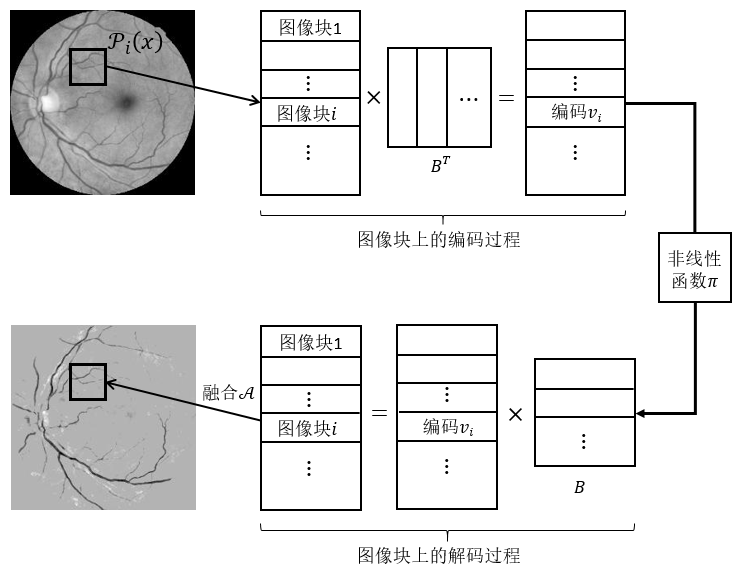 𝒫ᵢ(x)
图像块1
⋮
图像块i
⋮
×
…
Bᵀ
=
⋮
编码vᵢ
⋮
图像块上的编码过程
非线性
函数π
融合𝒜
图像块1
⋮
图像块i
⋮
=
⋮
编码vᵢ
⋮
×
⋮
B
图像块上的解码过程